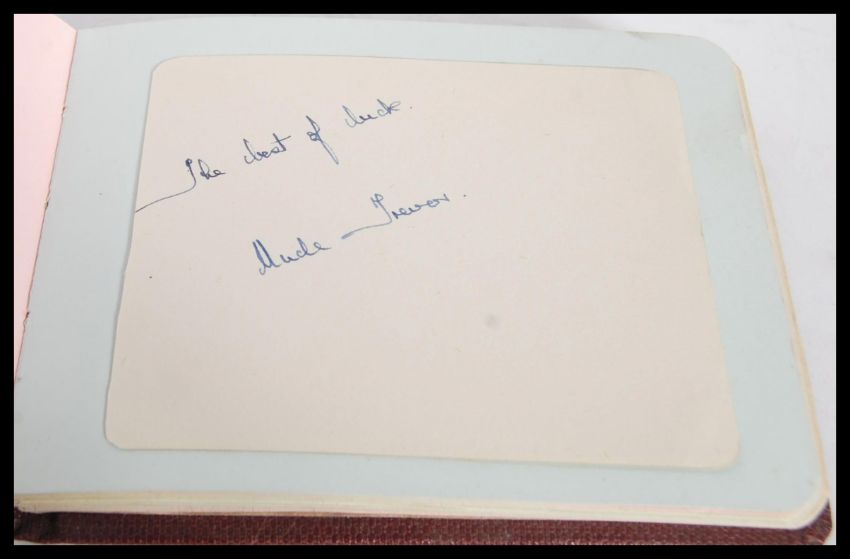 The best of luck.
Uncle Trevor.